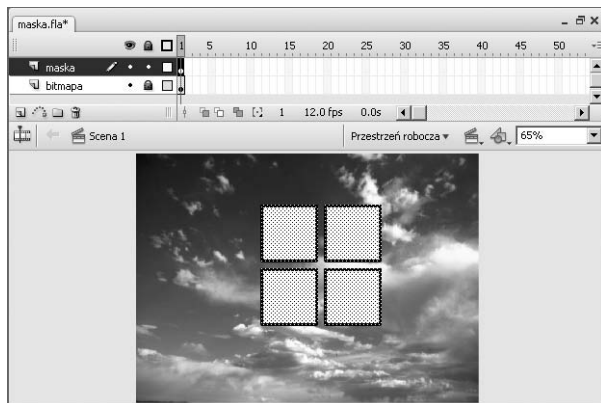 maska.fla*
1 5 10 15 20 25 30 35 40 45 50
maska
bitmapa
1 12.0 fps 0.0s
Scena 1 Przestrzeń robocza 65%